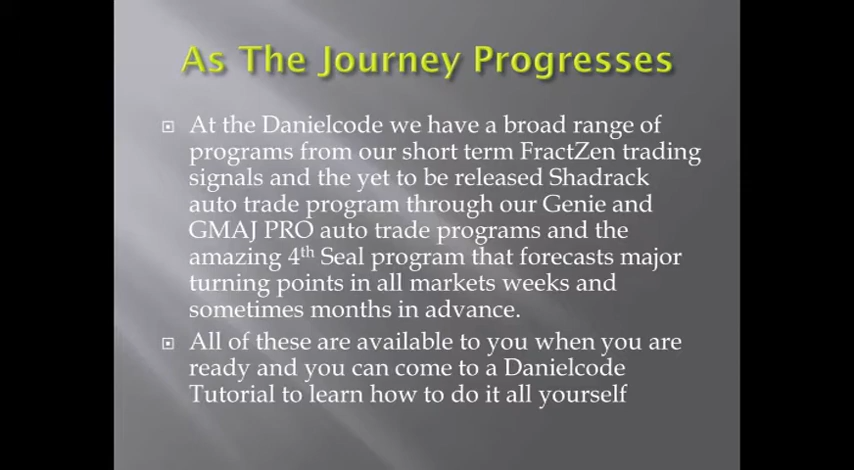 As The Journey Progresses
At the Danielcode we have a broad range of
programs from our short term FractZen trading
signals and the yet to be released Shadrack
auto trade program through our Genie and
GMAJ PRO auto trade programs and the
amazing 4th Seal program that forecasts major
turning points in all markets weeks and
sometimes months in advance.
All of these are available to you when you are
ready and you can come to a Danielcode
Tutorial to learn how to do it all yourself